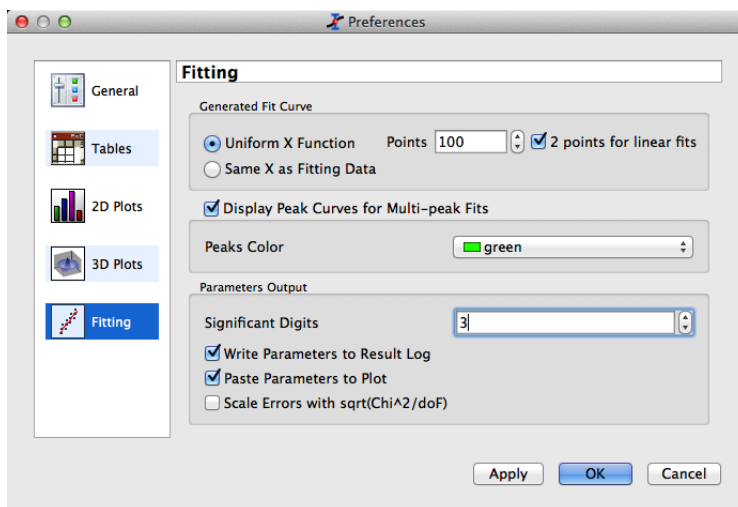 Preferences
General
Tables
2D Plots
3D Plots
Fitting
Fitting
Generated Fit Curve
Uniform X Function Points 100 2 points for linear fits
Same X as Fitting Data
Display Peak Curves for Multi-peak Fits
Peaks Color green
Parameters Output
Significant Digits 3
Write Parameters to Result Log
Paste Parameters to Plot
Scale Errors with sqrt(Chi^2/doF)
Apply OK Cancel